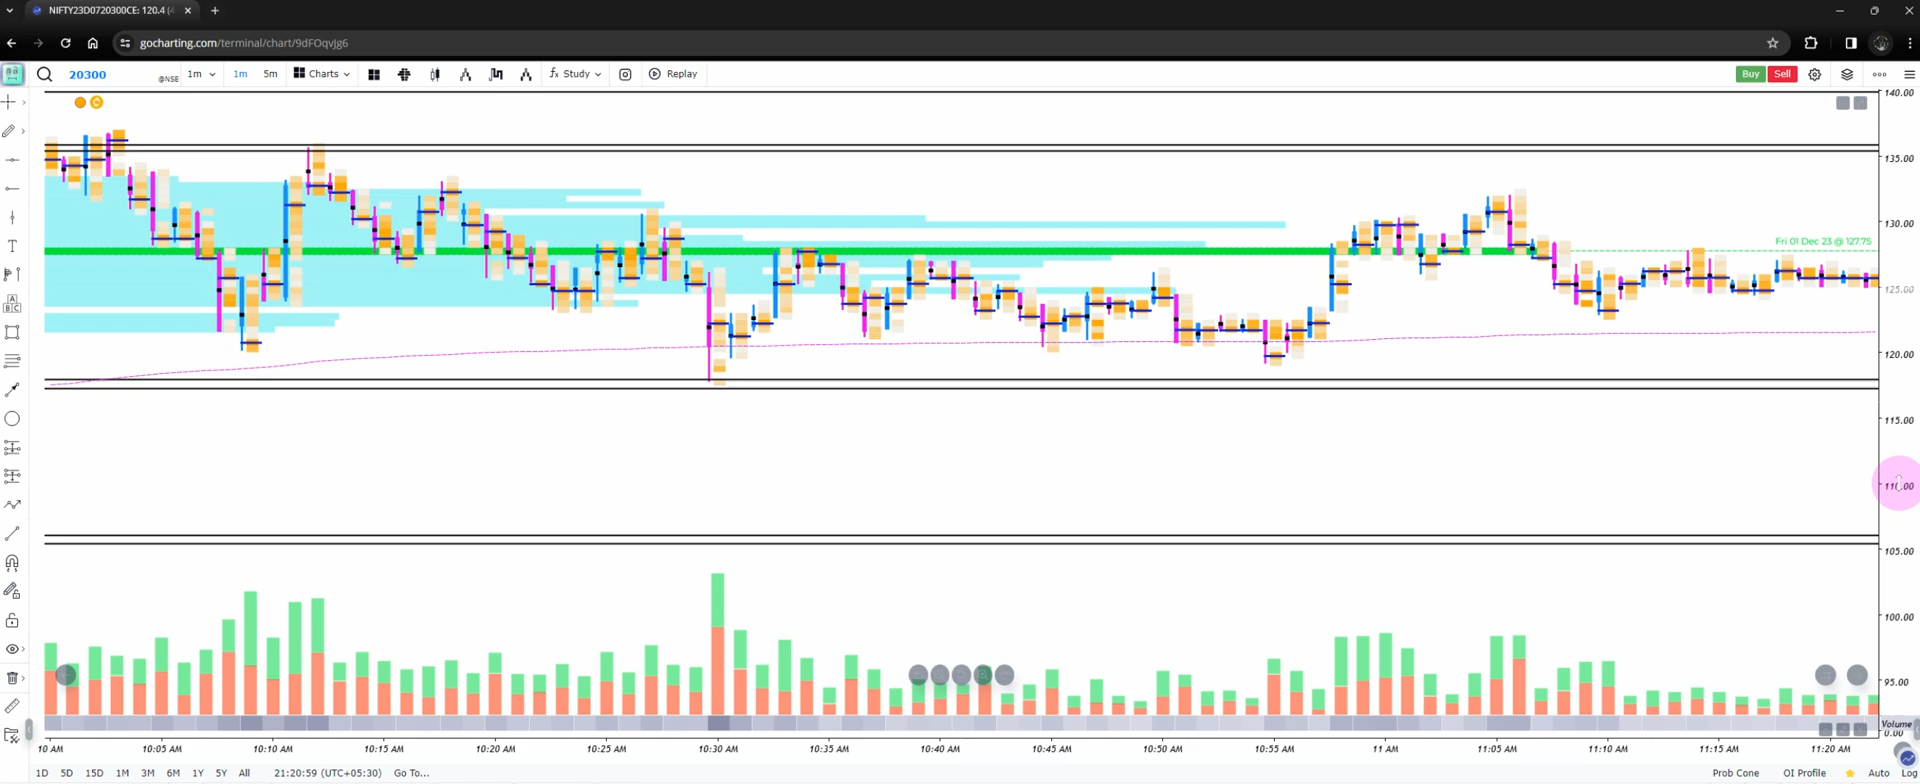 NIFTY23D0720300CE: 120.4 (
gocharting.com/terminal/chart/9dFOqvJg6
20300 @NSE 1m 1m 5m Charts fx Study Replay Buy Sell
C
140.00
135.00
130.00
Fri 01 Dec 23 @ 127.75
125.00
120.00
115.00
110.00
105.00
100.00
95.00
Volume
0.00
10 AM 10:05 AM 10:10 AM 10:15 AM 10:20 AM 10:25 AM 10:30 AM 10:35 AM 10:40 AM 10:45 AM 10:50 AM 10:55 AM 11 AM 11:05 AM 11:10 AM 11:15 AM 11:20 AM
1D 5D 15D 1M 3M 6M 1Y 5Y All 21:20:59 (UTC+05:30) Go To... Prob Cone OI Profile Auto Log